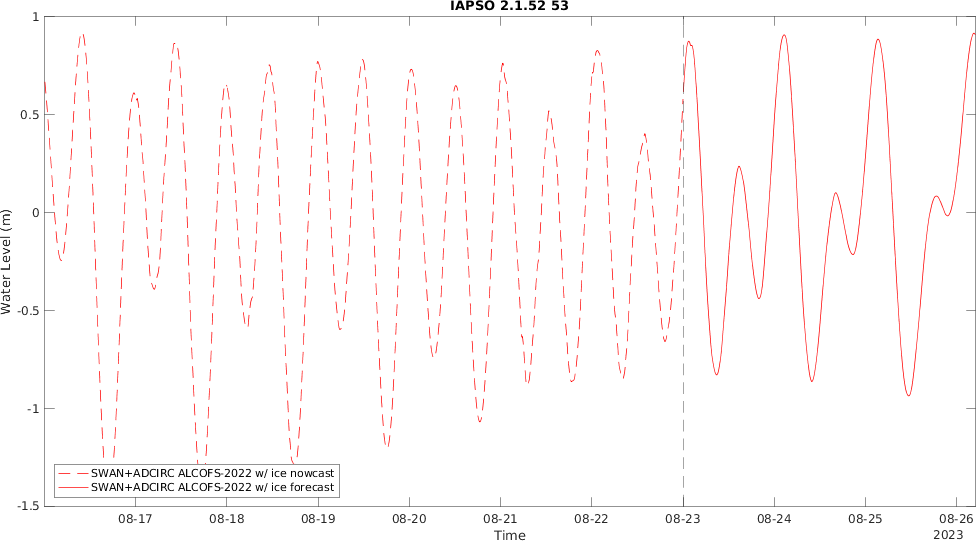 IAPSO 2.1.52 53
Water Level (m)
1
0.5
0
-0.5
-1
-1.5
SWAN+ADCIRC ALCOFS-2022 w/ ice nowcast
SWAN+ADCIRC ALCOFS-2022 w/ ice forecast
08-17 08-18 08-19 08-20 08-21 08-22 08-23 08-24 08-25 08-26
2023
Time